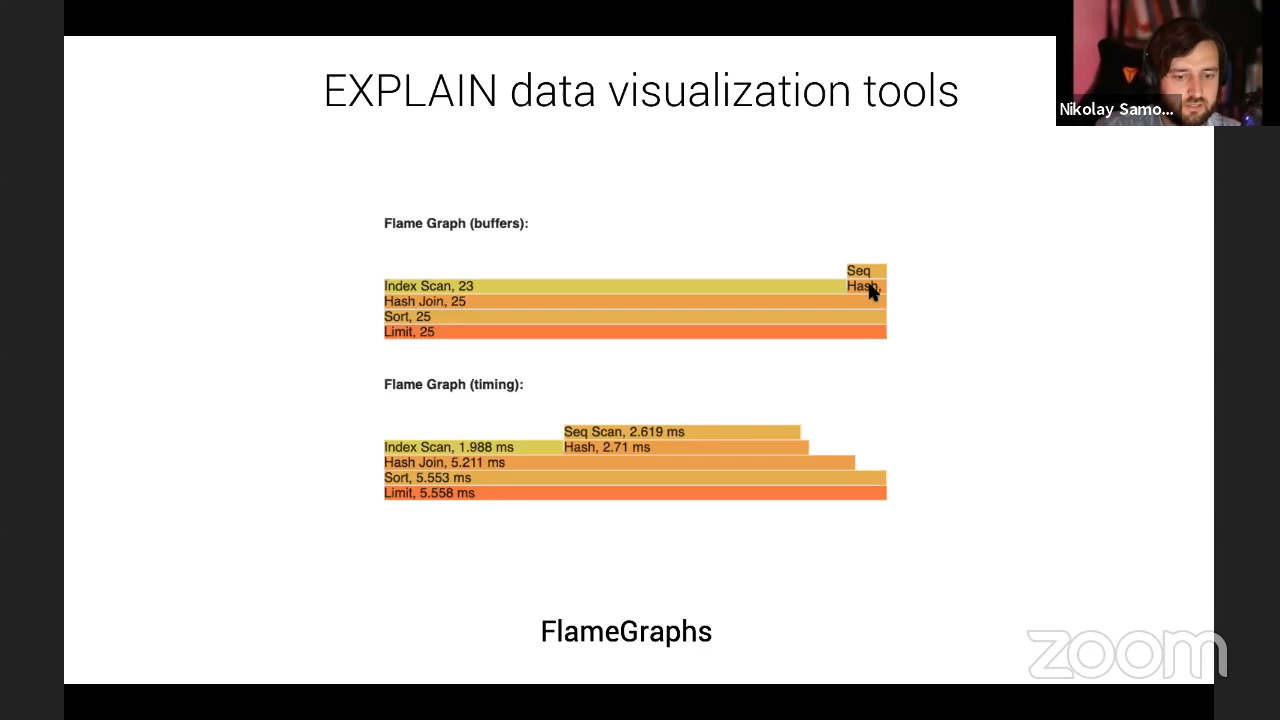 EXPLAIN data visualization tools
Nikolay Samo...
Flame Graph (buffers):
Seq
Index Scan, 23
Hash,
Hash Join, 25
Sort, 25
Limit, 25
Flame Graph (timing):
Seq Scan, 2.619 ms
Index Scan, 1.988 ms
Hash, 2.71 ms
Hash Join, 5.211 ms
Sort, 5.553 ms
Limit, 5.558 ms
FlameGraphs
zoom